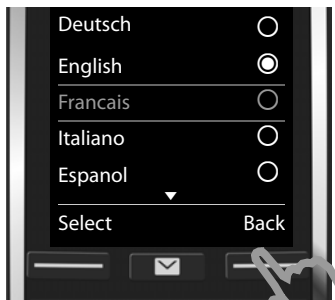 Deutsch
English
Francais
Italiano
Espanol
Select Back